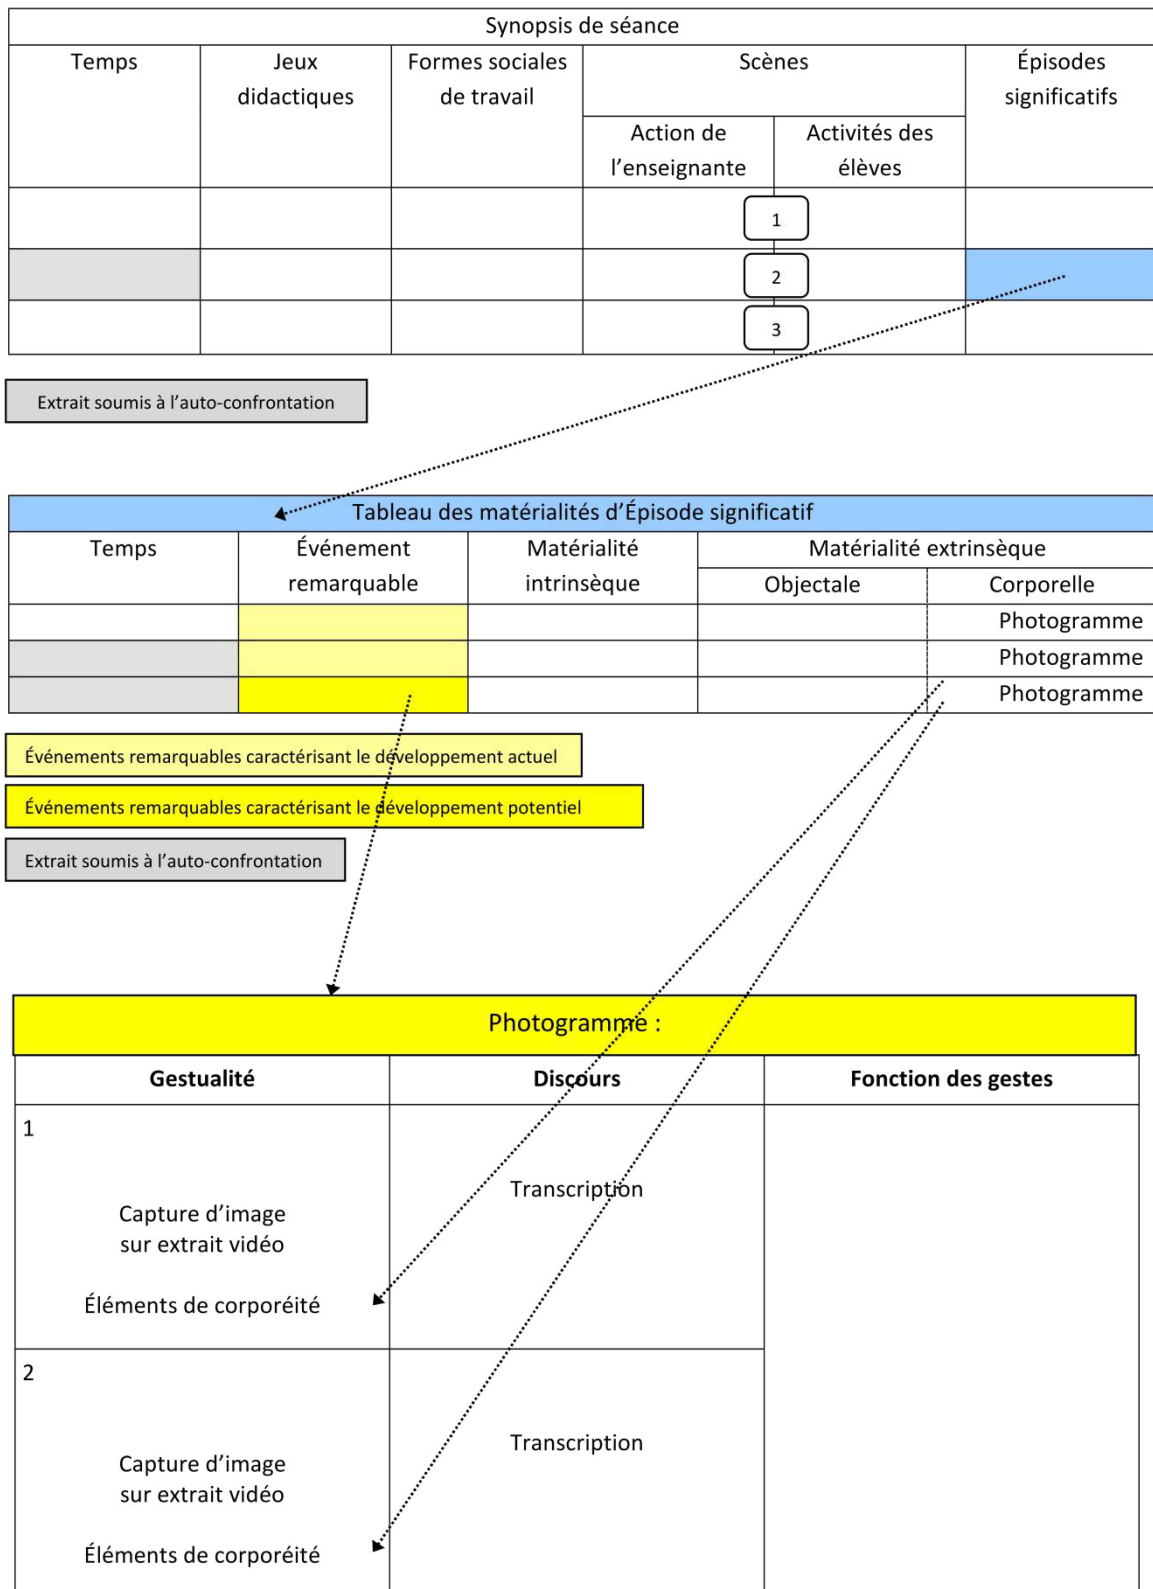 Synopsis de séance
Temps
Jeux
didactiques
Formes sociales
de travail
Scènes
Épisodes
significatifs
Action de
l’enseignante
Activités des
élèves
1
2
3
Extrait soumis à l’auto-confrontation
Tableau des matérialités d’Épisode significatif
Temps
Événement
remarquable
Matérialité
intrinsèque
Matérialité extrinsèque
Objectale
Corporelle
Photogramme
Photogramme
Photogramme
Événements remarquables caractérisant le développement actuel
Événements remarquables caractérisant le développement potentiel
Extrait soumis à l’auto-confrontation
Photogramme :
Gestualité
Discours
Fonction des gestes
1
Capture d’image
sur extrait vidéo
Éléments de corporéité
Transcription
2
Capture d’image
sur extrait vidéo
Éléments de corporéité
Transcription